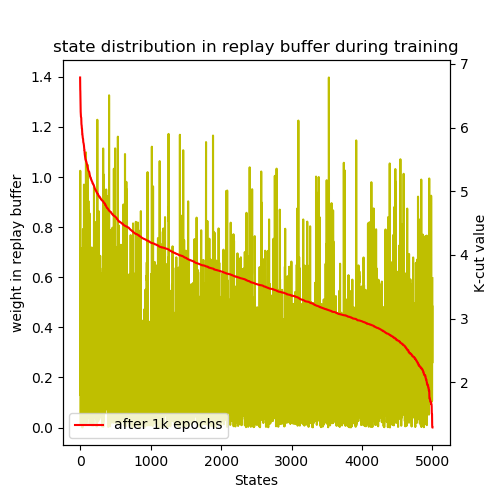 state distribution in replay buffer during training
weight in replay buffer
1.4
1.2
1.0
0.8
0.6
0.4
0.2
0.0
7
6
5
4
3
2
K-cut value
after 1k epochs
0 1000 2000 3000 4000 5000
States